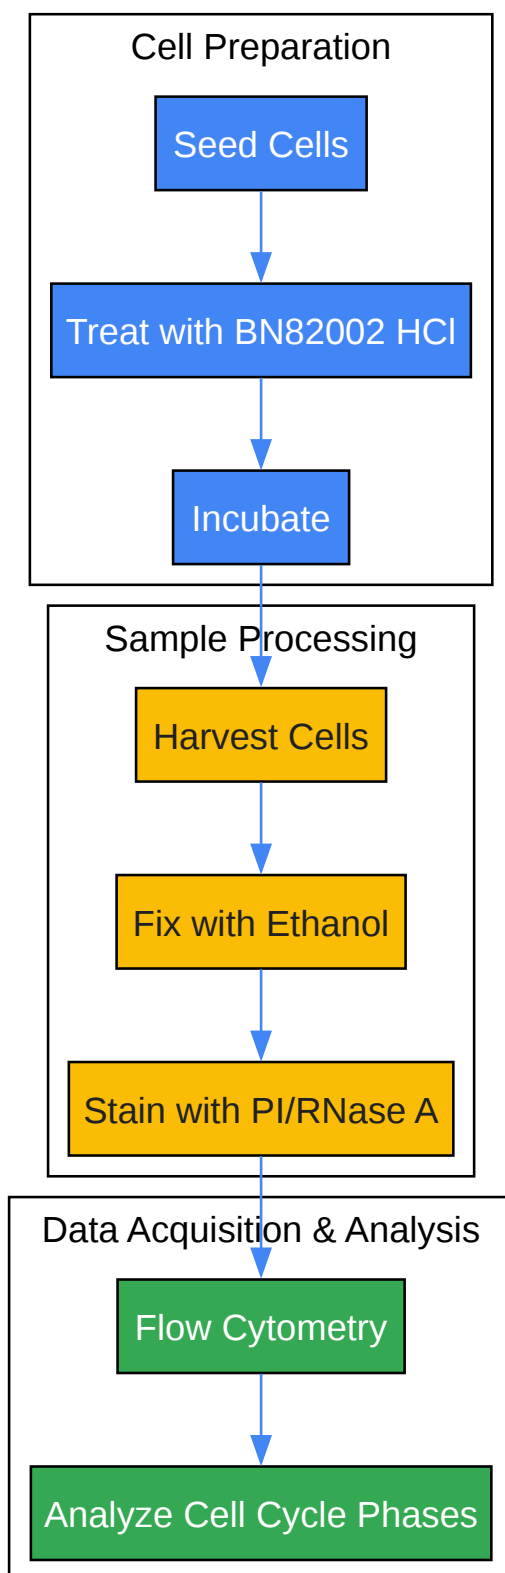 Cell Preparation
Seed Cells
Treat with BN82002 HCl
Incubate
Sample Processing
Harvest Cells
Fix with Ethanol
Stain with PI/RNase A
Data Acquisition & Analysis
Flow Cytometry
Analyze Cell Cycle Phases